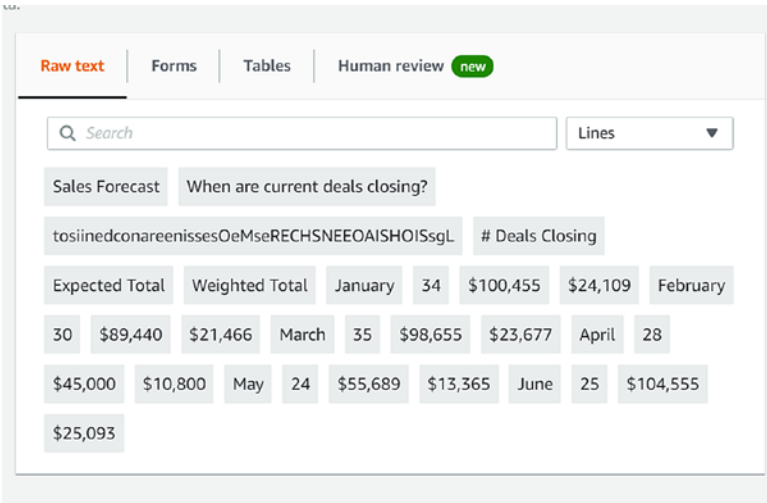 Raw text Forms Tables Human review new
Search Lines
Sales Forecast When are current deals closing?
tosiinedconareenissesOeMseRECHSNEEOAISHOISsgL # Deals Closing
Expected Total Weighted Total January 34 $100,455 $24,109 February
30 $89,440 $21,466 March 35 $98,655 $23,677 April 28
$45,000 $10,800 May 24 $55,689 $13,365 June 25 $104,555
$25,093